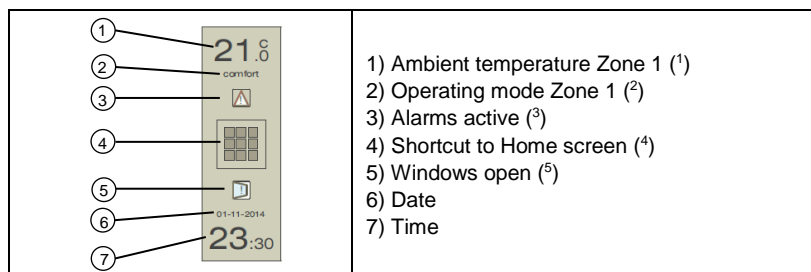 1
21 c .0
2
comfort
3
4
5
6
01-11-2014
7
23:30
1) Ambient temperature Zone 1 (1)
2) Operating mode Zone 1 (2)
3) Alarms active (3)
4) Shortcut to Home screen (4)
5) Windows open (5)
6) Date
7) Time